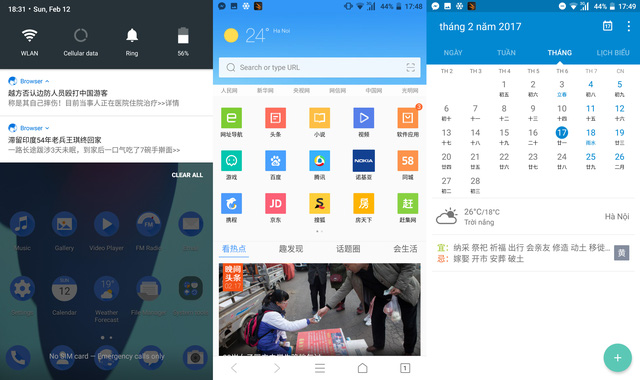 18:31 • Sun, Feb 12
WLAN
Cellular data
Ring
56%
Browser
越方否认边防人员殴打中国游客
称是其自己摔伤！目前当事人正在医院住院治疗>>详情
Browser
滞留印度54年老兵王琪终回家
一路长途跋涉3天未眠，到家后一口气吃了7碗手擀面>>
CLEAR ALL
Music
Gallery
Video Player
FM Radio
12
19°
Calendar
Weather Forecast
File Manager
No SIM card — Emergency calls only
44% 17:48
24°
Ha Noi
Search or type URL
人民网 新华网 央视网 网信网 中国网 光明网
网址导航 头条 小说 视频 软件应用
3
NOKIA
58
游戏 百度 腾讯 诺基亚 同城
JD
房
赶
携程 京东 搜狐 房天下 赶集网
看热点 趣发现 话题圈 会生活
晚间头条
02.17
1
44% 17:49
tháng 2 năm 2017
17
NGÀY TUẦN THÁNG LỊCH BIỂU
TH 2 TH 3 TH 4 TH 5 TH 6 TH 7 CN
1 2 3 4 5
初五 初六 立春 初八 初九
6 7 8 9 10 11 12
初十 十一 十二 十三 十四 十五 十六
13 14 15 16 17 18 19
十七 十八 十九 二十 廿一 雨水 廿三
20 21 22 23 24 25 26
廿四 廿五 廿六 廿七 廿八 廿九 二月
27 28
初二 初三
26°C/18°C
Trời nắng
Hà Nội
宜: 纳采 祭祀 祈福 出行 会亲友 修造 动土 移徙...
忌: 嫁娶 开市 安葬 破土
黄
+